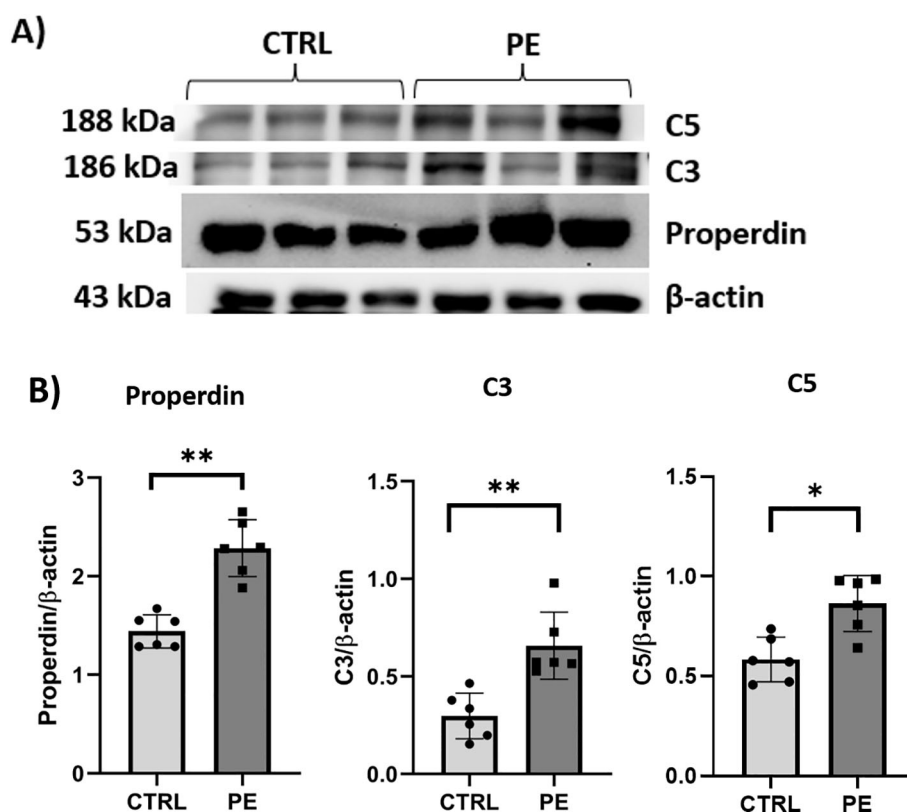 A)
CTRL PE
188 kDa C5
186 kDa C3
53 kDa Properdin
43 kDa β-actin
B)
Properdin
C3
C5
**
**
*
Properdin/β-actin
3
2
1
0
CTRL PE
C3/β-actin
1.5
1.0
0.5
0.0
CTRL PE
C5/β-actin
1.5
1.0
0.5
0.0
CTRL PE